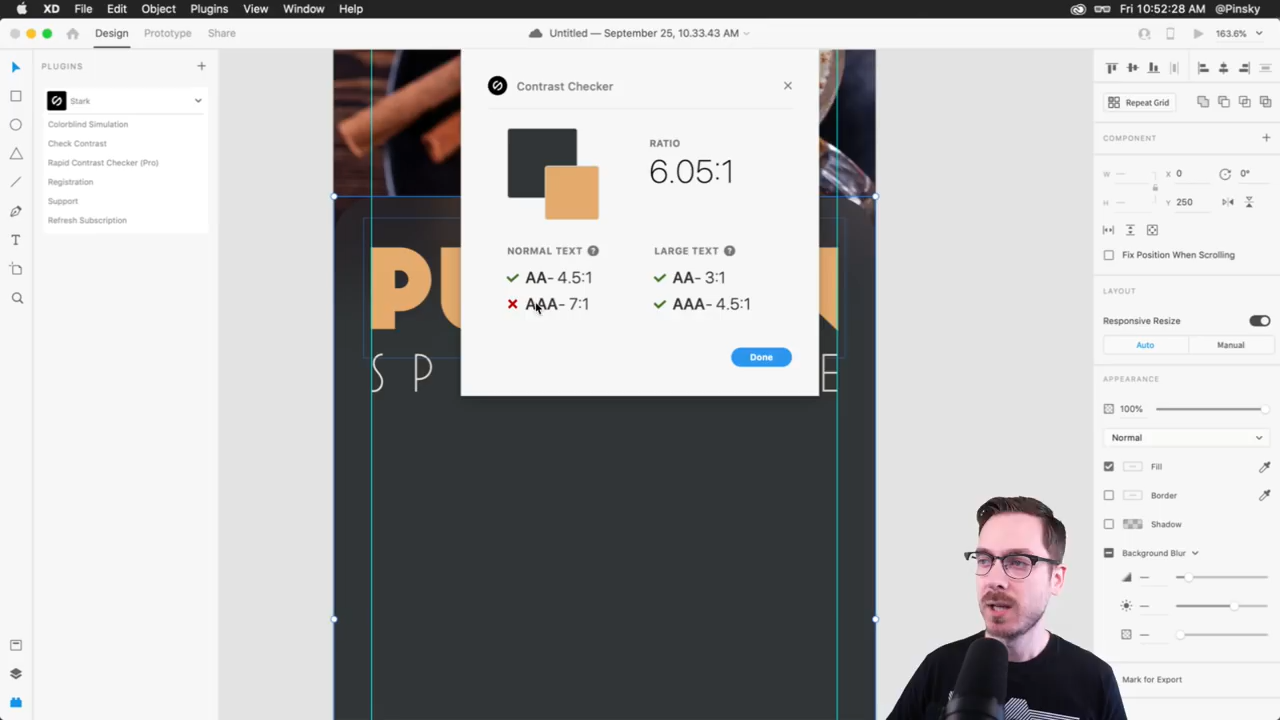 XD File Edit Object Plugins View Window Help
Fri 10:52:28 AM @Pinsky
Design Prototype Share
Untitled — September 25, 10.33.43 AM
163.6%
PLUGINS
Stark
Colorblind Simulation
Check Contrast
Rapid Contrast Checker (Pro)
Registration
Support
Refresh Subscription
Contrast Checker
RATIO
6.05:1
NORMAL TEXT ?
AA- 4.5:1
AAA- 7:1
LARGE TEXT ?
AA- 3:1
AAA- 4.5:1
Done
PU
S P
E
Repeat Grid
COMPONENT
W — X 0 0°
H — Y 250
Fix Position When Scrolling
LAYOUT
Responsive Resize
Auto Manual
APPEARANCE
100%
Normal
Fill
Border
Shadow
Background Blur
Mark for Export